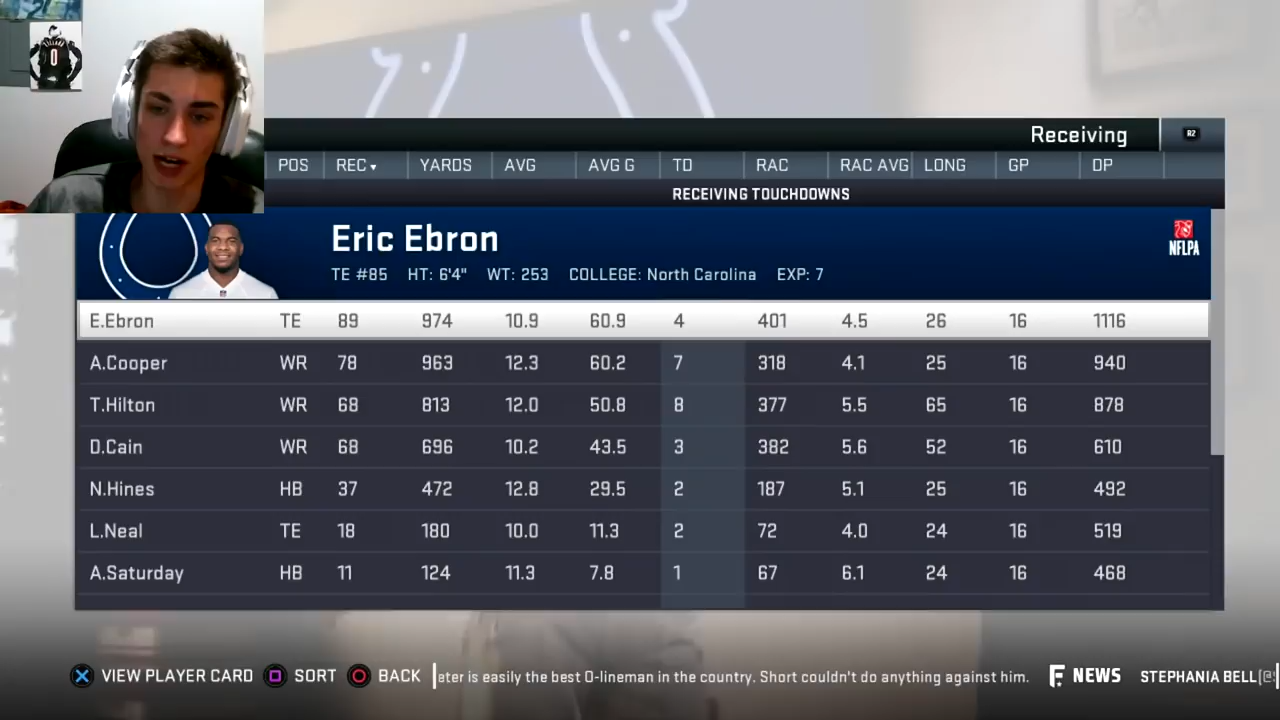 0
Receiving R2
POS REC YARDS AVG AVG G TD RAC RAC AVG LONG GP DP
RECEIVING TOUCHDOWNS
Eric Ebron
TE #85 HT: 6'4" WT: 253 COLLEGE: North Carolina EXP: 7
NFLPA
E.Ebron TE 89 974 10.9 60.9 4 401 4.5 26 16 1116
A.Cooper WR 78 963 12.3 60.2 7 318 4.1 25 16 940
T.Hilton WR 68 813 12.0 50.8 8 377 5.5 65 16 878
D.Cain WR 68 696 10.2 43.5 3 382 5.6 52 16 610
N.Hines HB 37 472 12.8 29.5 2 187 5.1 25 16 492
L.Neal TE 18 180 10.0 11.3 2 72 4.0 24 16 519
A.Saturday HB 11 124 11.3 7.8 1 67 6.1 24 16 468
VIEW PLAYER CARD SORT BACK ater is easily the best O-lineman in the country. Short couldn't do anything against him. F NEWS STEPHANIA BELL[@